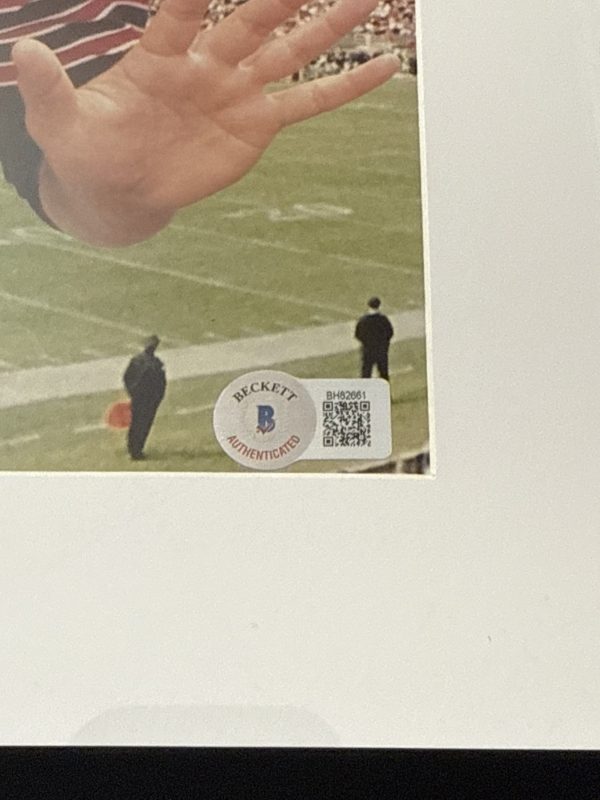 BECKETT
B
AUTHENTICATED
BH82661